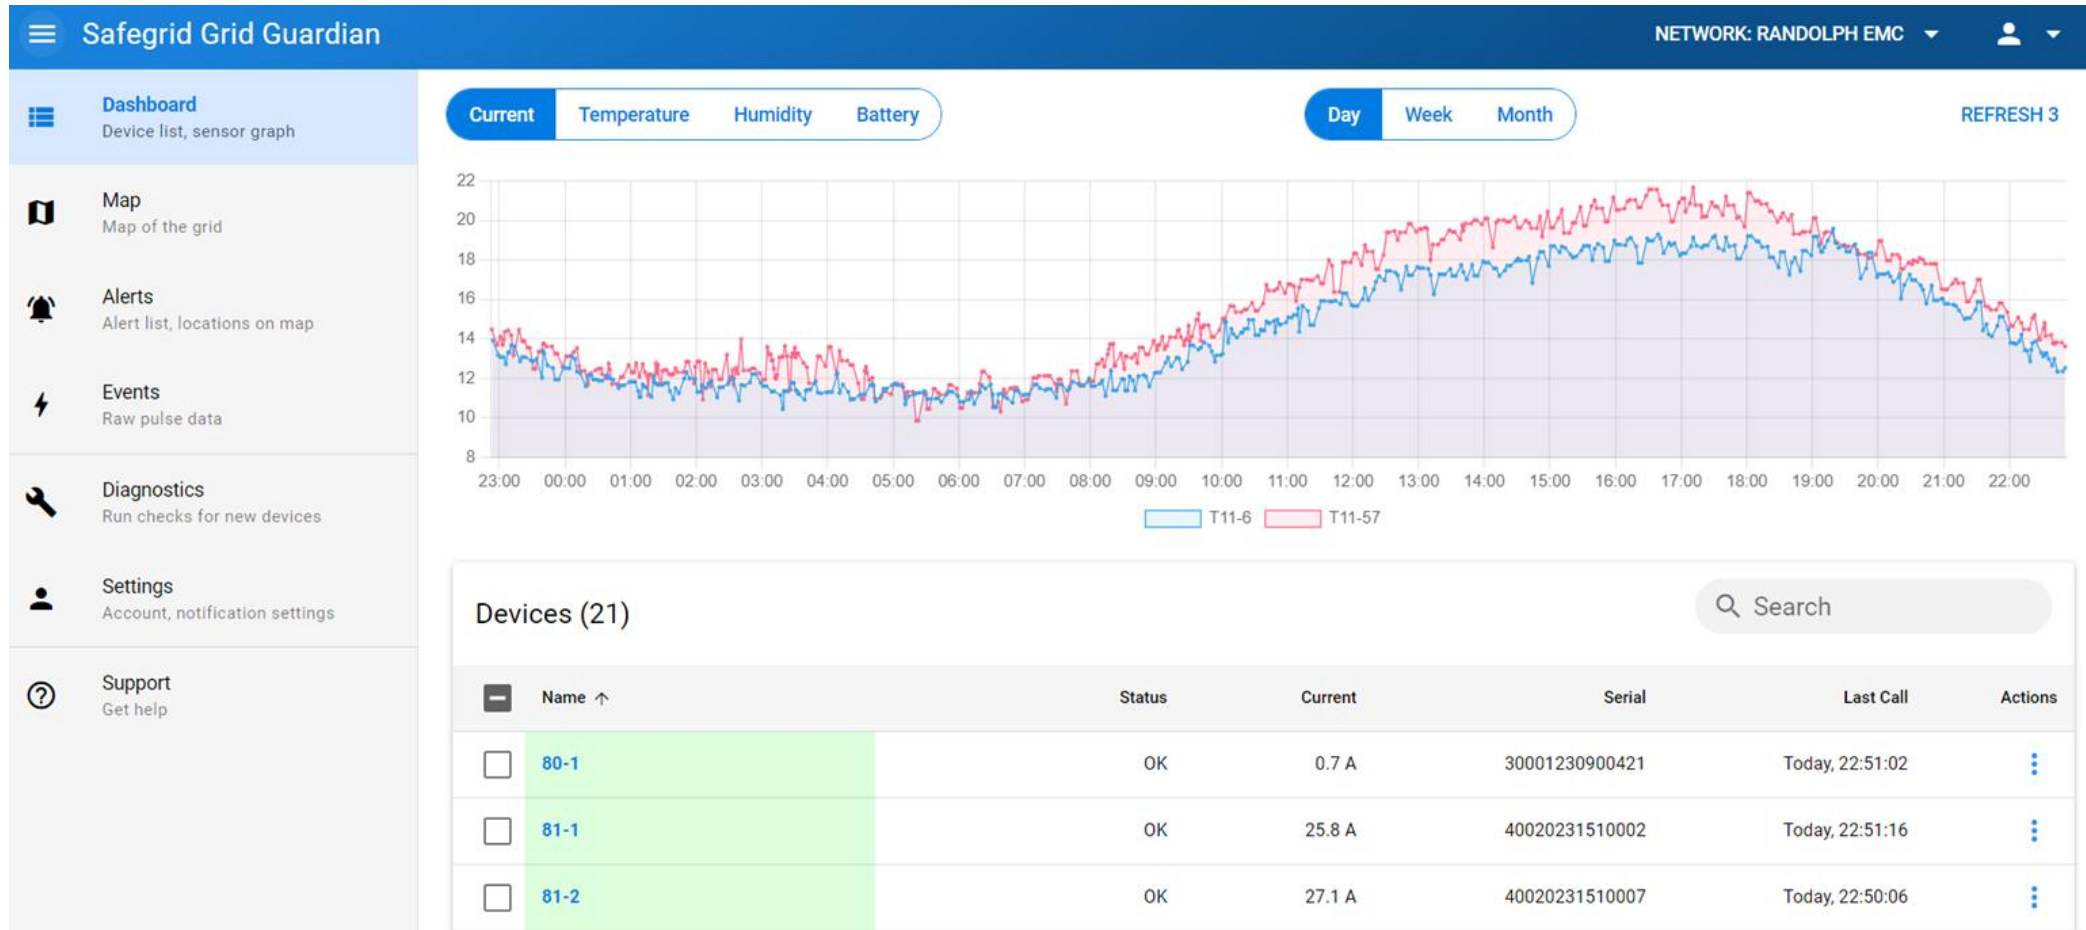 Safegrid Grid Guardian
NETWORK: RANDOLPH EMC
Dashboard
Device list, sensor graph
Map
Map of the grid
Alerts
Alert list, locations on map
Events
Raw pulse data
Diagnostics
Run checks for new devices
Settings
Account, notification settings
Support
Get help
Current Temperature Humidity Battery
Day Week Month
REFRESH 3
22
20
18
16
14
12
10
8
23:00 00:00 01:00 02:00 03:00 04:00 05:00 06:00 07:00 08:00 09:00 10:00 11:00 12:00 13:00 14:00 15:00 16:00 17:00 18:00 19:00 20:00 21:00 22:00
T11-6 T11-57
Devices (21)
Search
Name Status Current Serial Last Call Actions
80-1 OK 0.7 A 30001230900421 Today, 22:51:02
81-1 OK 25.8 A 40020231510002 Today, 22:51:16
81-2 OK 27.1 A 40020231510007 Today, 22:50:06